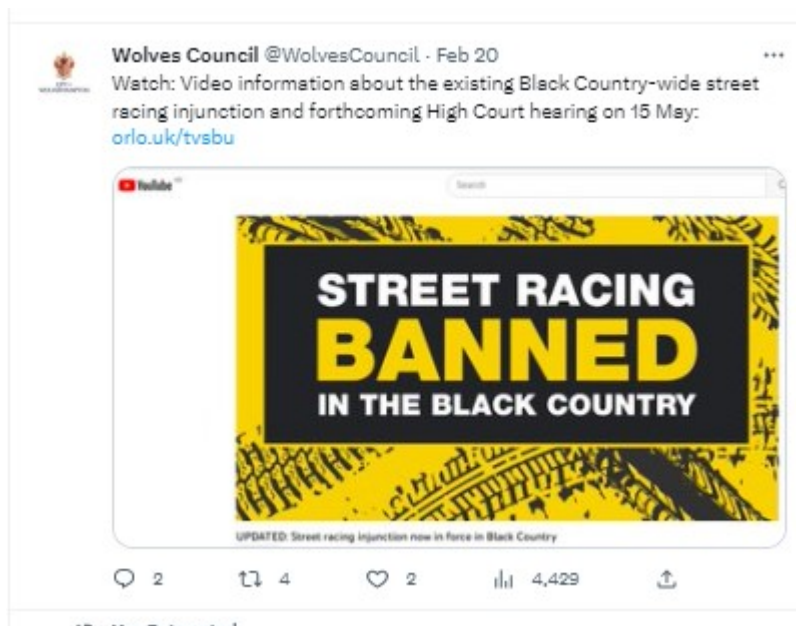 Wolves Council @WolvesCouncil · Feb 20
Watch: Video information about the existing Black Country-wide street
racing injunction and forthcoming High Court hearing on 15 May:
orlo.uk/tvsbu
YouTube
Search
STREET RACING
BANNED
IN THE BLACK COUNTRY
UPDATED: Street racing injunction now in force in Black Country
2 4 2 4,429